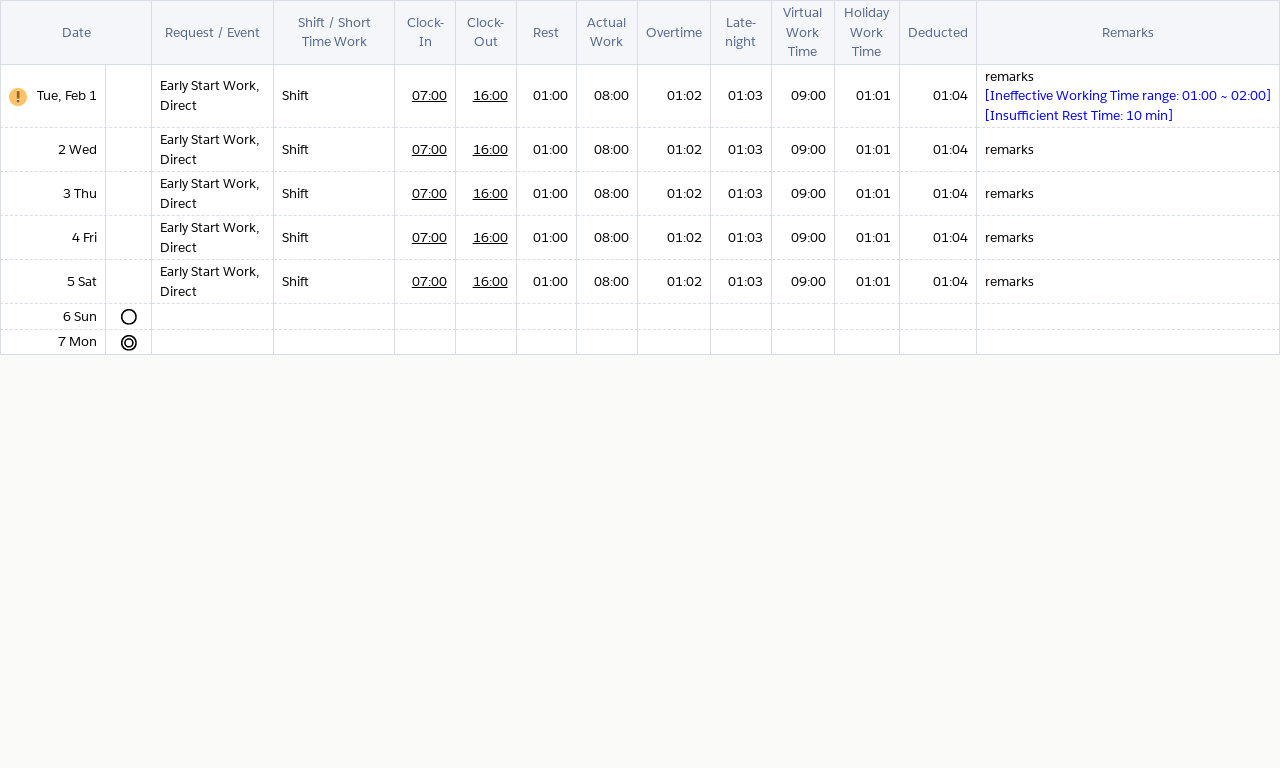 Date Request / Event Shift / Short Time Work Clock-In Clock-Out Rest Actual Work Overtime Late-night Virtual Work Time Holiday Work Time Deducted Remarks
Tue, Feb 1 Early Start Work, Direct Shift 07:00 16:00 01:00 08:00 01:02 01:03 09:00 01:01 01:04 remarks
[Ineffective Working Time range: 01:00 ~ 02:00]
[Insufficient Rest Time: 10 min]
2 Wed Early Start Work, Direct Shift 07:00 16:00 01:00 08:00 01:02 01:03 09:00 01:01 01:04 remarks
3 Thu Early Start Work, Direct Shift 07:00 16:00 01:00 08:00 01:02 01:03 09:00 01:01 01:04 remarks
4 Fri Early Start Work, Direct Shift 07:00 16:00 01:00 08:00 01:02 01:03 09:00 01:01 01:04 remarks
5 Sat Early Start Work, Direct Shift 07:00 16:00 01:00 08:00 01:02 01:03 09:00 01:01 01:04 remarks
6 Sun
7 Mon